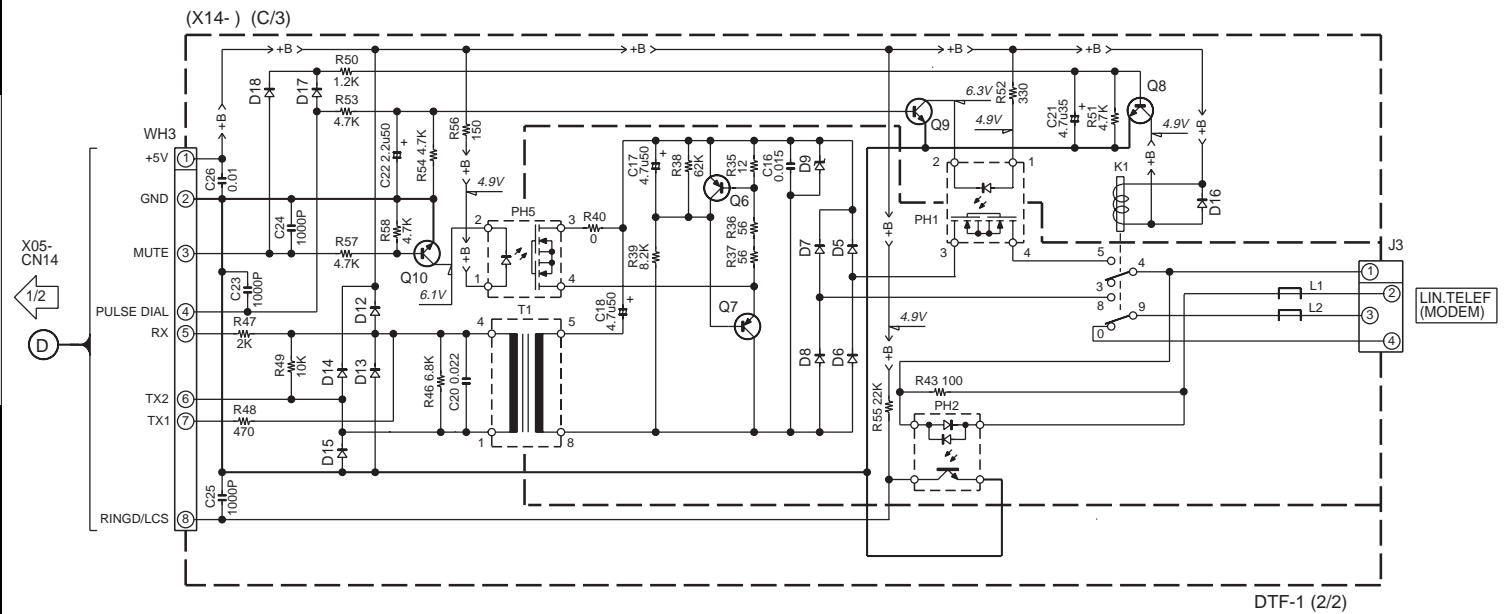 (X14- ) (C/3)
+B
+B
+B
+B
R50
1.2K
D18
D17
R53
4.7K
R56
150
+B
C22 2.2u50
+
R54 4.7K
Q9
6.3V
R52
330
4.9V
C21
4.7u35
+
R51
4.7K
Q8
4.9V
+B
+B
WH3
+B
+5V
1
C26
0.01
GND
2
C24
1000P
R58
4.7K
4.9V
C17
4.7u50
+
R38
62K
R35
12
C16
0.015
D9
Q6
2
1
PH1
3
4
K1
D16
X05-
CN14
1/2
D
MUTE
3
R57
4.7K
Q10
6.1V
+B
PH5
2
3
1
4
R40
0
R39
8.2K
R36
56
R37
56
D7
D5
+B
5
4
3
8
9
0
J3
1
2
3
4
L1
L2
LIN.TELEF
(MODEM)
C23
1000P
PULSE DIAL
4
D12
T1
4
5
1
8
C18
4.7u50
+
Q7
4.9V
+B
RX
5
R47
2K
R49
10K
D14
D13
R46 6.8K
C20 0.022
D8
D6
R43 100
PH2
R55 22K
TX2
6
TX1
7
R48
470
D15
C25
1000P
RINGD/LCS
8
DTF-1 (2/2)